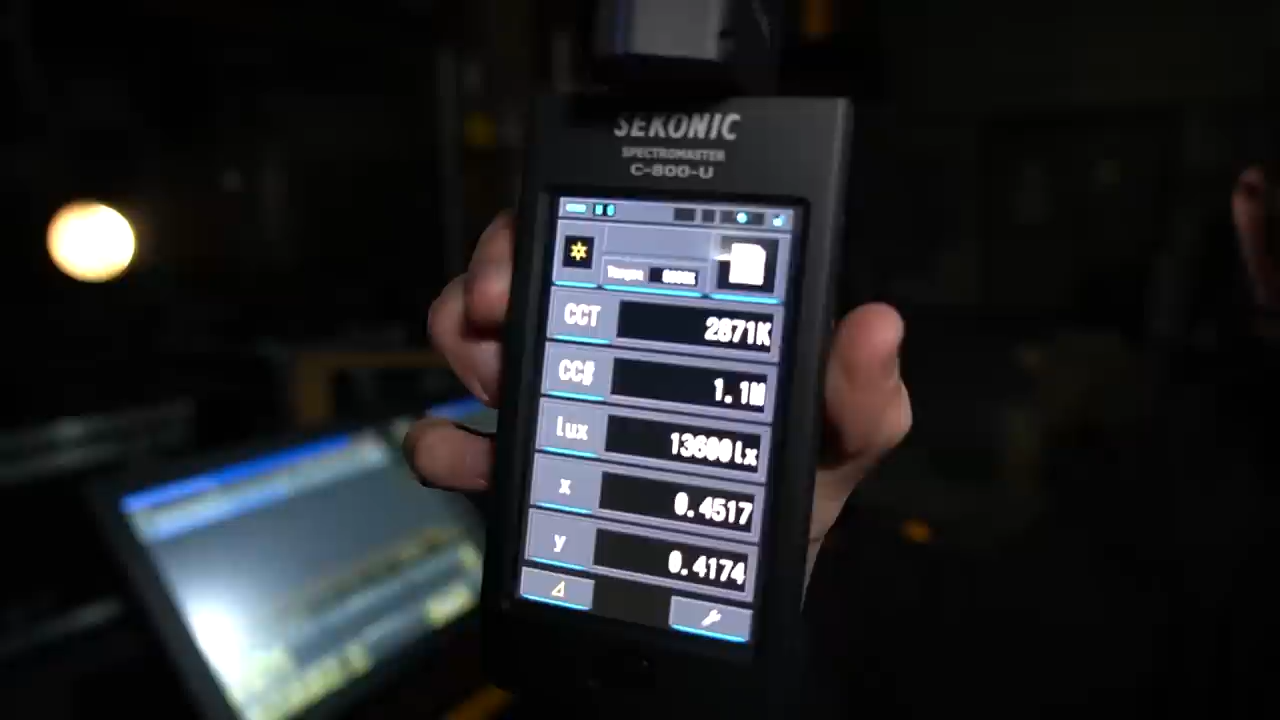 SEKONIC
SPECTROMASTER
C-800-U
CCT 2871K
CC 1.1M
lux 13600lx
x 0.4517
y 0.4174